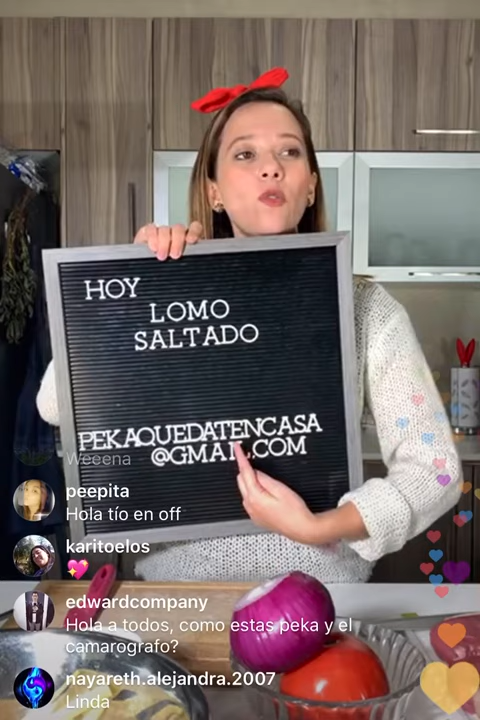 HOY
LOMO
SALTADO
PEKAQUEDATENCASA
@GMAIL.COM
Weeena
peepita
Hola tío en off
karitoelos
💖
edwardcompany
Hola a todos, como estas peka y el
camarografo?
nayareth.alejandra.2007
Linda